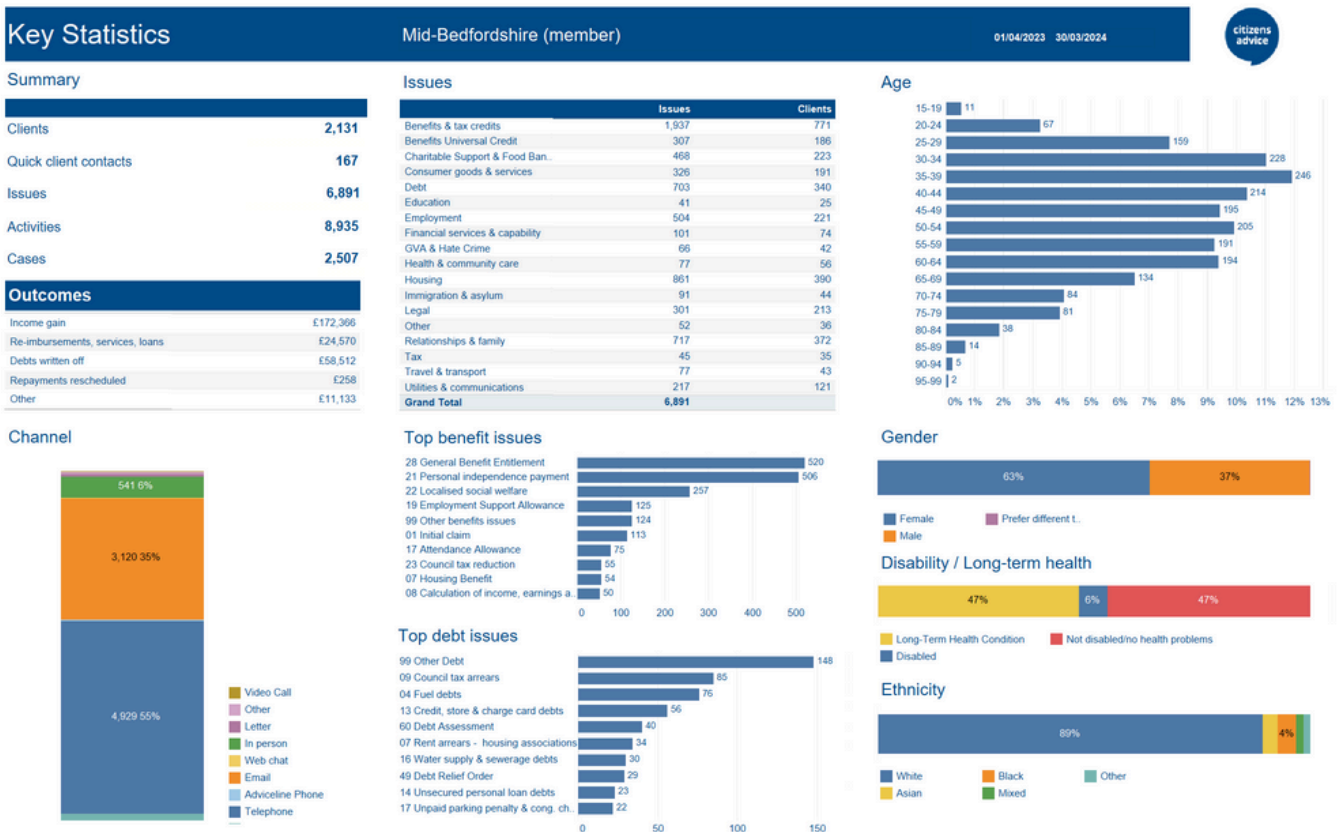 Key Statistics
Mid-Bedfordshire (member)
01/04/2023 30/03/2024
citizens
advice
Summary
Clients 2,131
Quick client contacts 167
Issues 6,891
Activities 8,935
Cases 2,507
Outcomes
Income gain £172,366
Re-imbursements, services, loans £24,570
Debts written off £58,512
Repayments rescheduled £258
Other £11,133
Issues
Issues Clients
Benefits & tax credits 1,937 771
Benefits Universal Credit 307 186
Charitable Support & Food Ban.. 468 223
Consumer goods & services 326 191
Debt 703 340
Education 41 25
Employment 504 221
Financial services & capability 101 74
GVA & Hate Crime 66 42
Health & community care 77 56
Housing 861 390
Immigration & asylum 91 44
Legal 301 213
Other 52 36
Relationships & family 717 372
Tax 45 35
Travel & transport 77 43
Utilities & communications 217 121
Grand Total 6,891
Age
15-19 11
20-24 67
25-29 159
30-34 228
35-39 246
40-44 214
45-49 195
50-54 205
55-59 191
60-64 194
65-69 134
70-74 84
75-79 81
80-84 38
85-89 14
90-94 5
95-99 2
0% 1% 2% 3% 4% 5% 6% 7% 8% 9% 10% 11% 12% 13%
Channel
541 6%
3,120 35%
4,929 55%
Video Call
Other
Letter
In person
Web chat
Email
Adviceline Phone
Telephone
Top benefit issues
28 General Benefit Entitlement 520
21 Personal independence payment 506
22 Localised social welfare 257
19 Employment Support Allowance 125
99 Other benefits issues 124
01 Initial claim 113
17 Attendance Allowance 75
23 Council tax reduction 55
07 Housing Benefit 54
08 Calculation of income, earnings a.. 50
0 100 200 300 400 500
Top debt issues
99 Other Debt 148
09 Council tax arrears 85
04 Fuel debts 76
13 Credit, store & charge card debts 56
60 Debt Assessment 40
07 Rent arrears - housing associations 34
16 Water supply & sewerage debts 30
49 Debt Relief Order 29
14 Unsecured personal loan debts 23
17 Unpaid parking penalty & cong. ch.. 22
0 50 100 150
Gender
63% 37%
Female Prefer different t..
Male
Disability / Long-term health
47% 6% 47%
Long-Term Health Condition Not disabled/no health problems
Disabled
Ethnicity
89% 4%
White Black Other
Asian Mixed